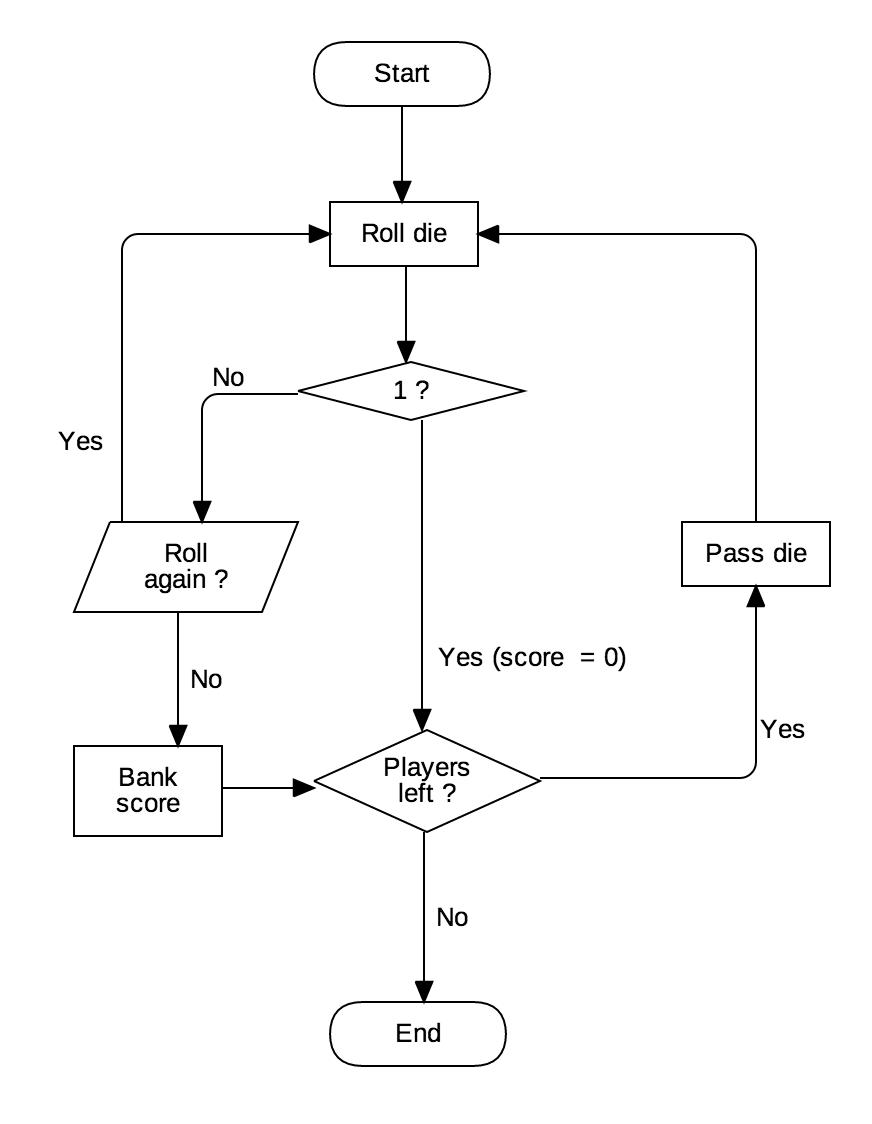 Start
Roll die
1 ?
No
Yes
Roll
again ?
Pass die
Yes (score  = 0)
No
Yes
Bank
score
Players
left ?
No
End